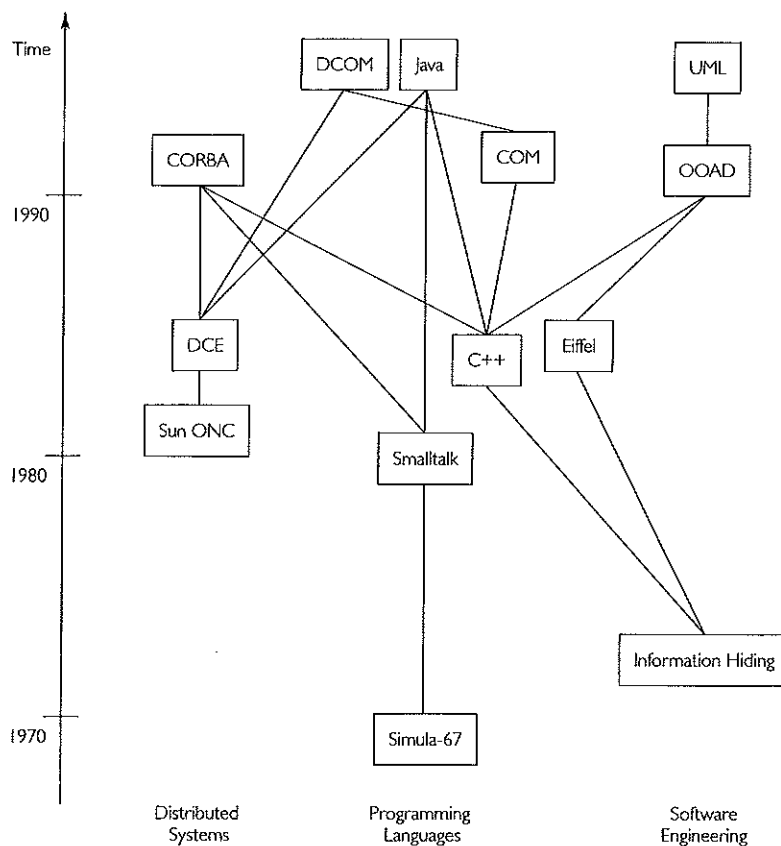 Time
DCOM
Java
UML
CORBA
COM
OOAD
1990
DCE
C++
Eiffel
Sun ONC
Smalltalk
1980
Information Hiding
1970
Simula-67
Distributed
Systems
Programming
Languages
Software
Engineering